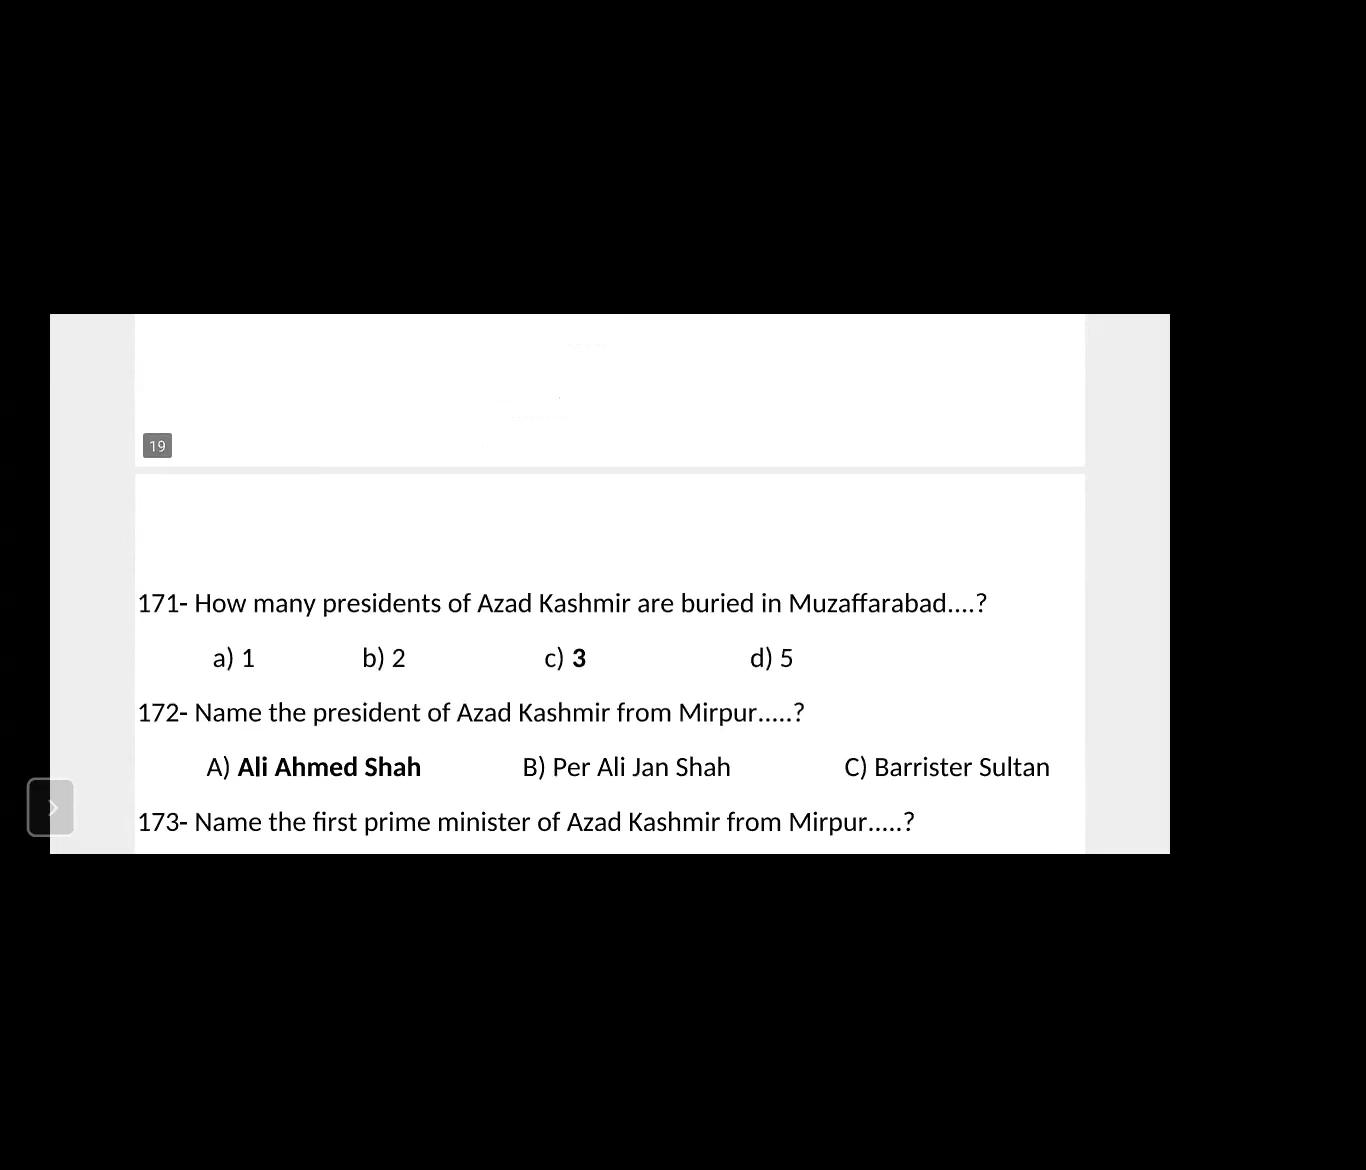 19
171- How many presidents of Azad Kashmir are buried in Muzaffarabad....?
a) 1 b) 2 c) 3 d) 5
172- Name the president of Azad Kashmir from Mirpur.....?
A) Ali Ahmed Shah B) Per Ali Jan Shah C) Barrister Sultan
173- Name the first prime minister of Azad Kashmir from Mirpur.....?